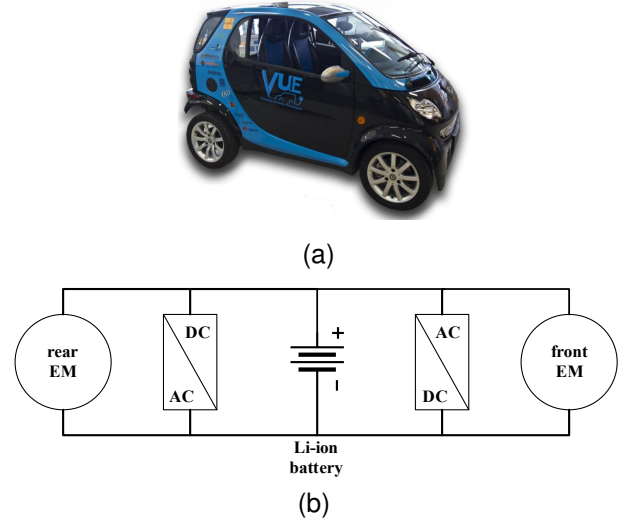 VUE
(a)
rear
EM
DC
AC
+
AC
DC
front
EM
Li-ion
battery
(b)